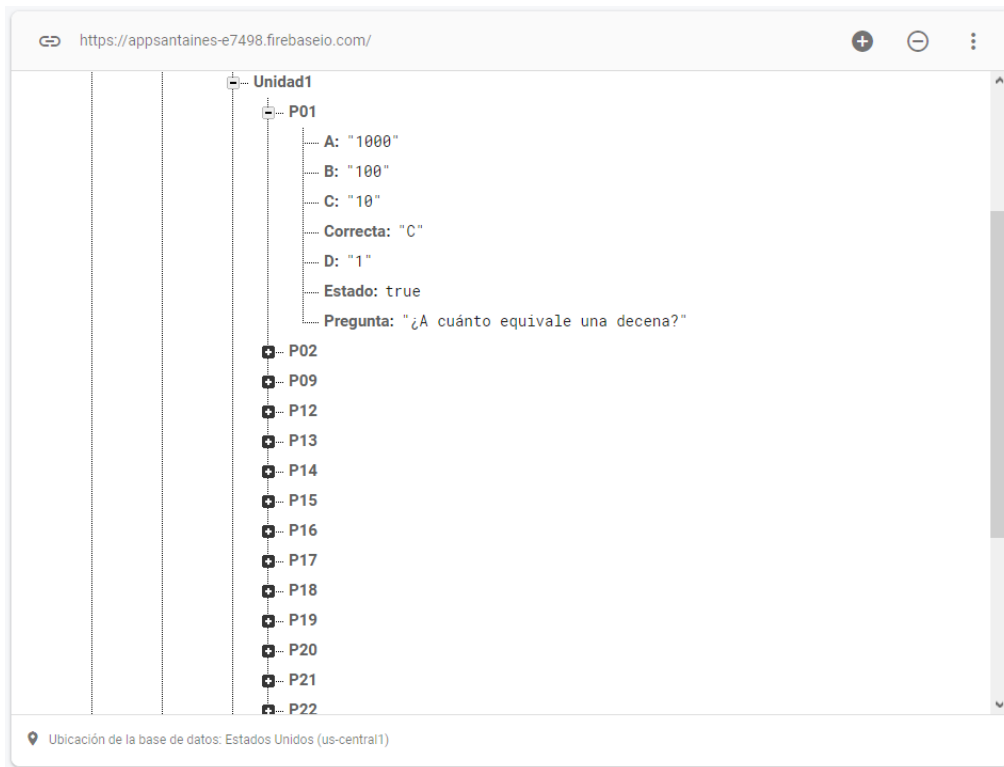 https://appsantaines-e7498.firebaseio.com/
Unidad1
P01
A: "1000"
B: "100"
C: "10"
Correcta: "C"
D: "1"
Estado: true
Pregunta: "¿A cuánto equivale una decena?"
P02
P09
P12
P13
P14
P15
P16
P17
P18
P19
P20
P21
P22
Ubicación de la base de datos: Estados Unidos (us-central1)